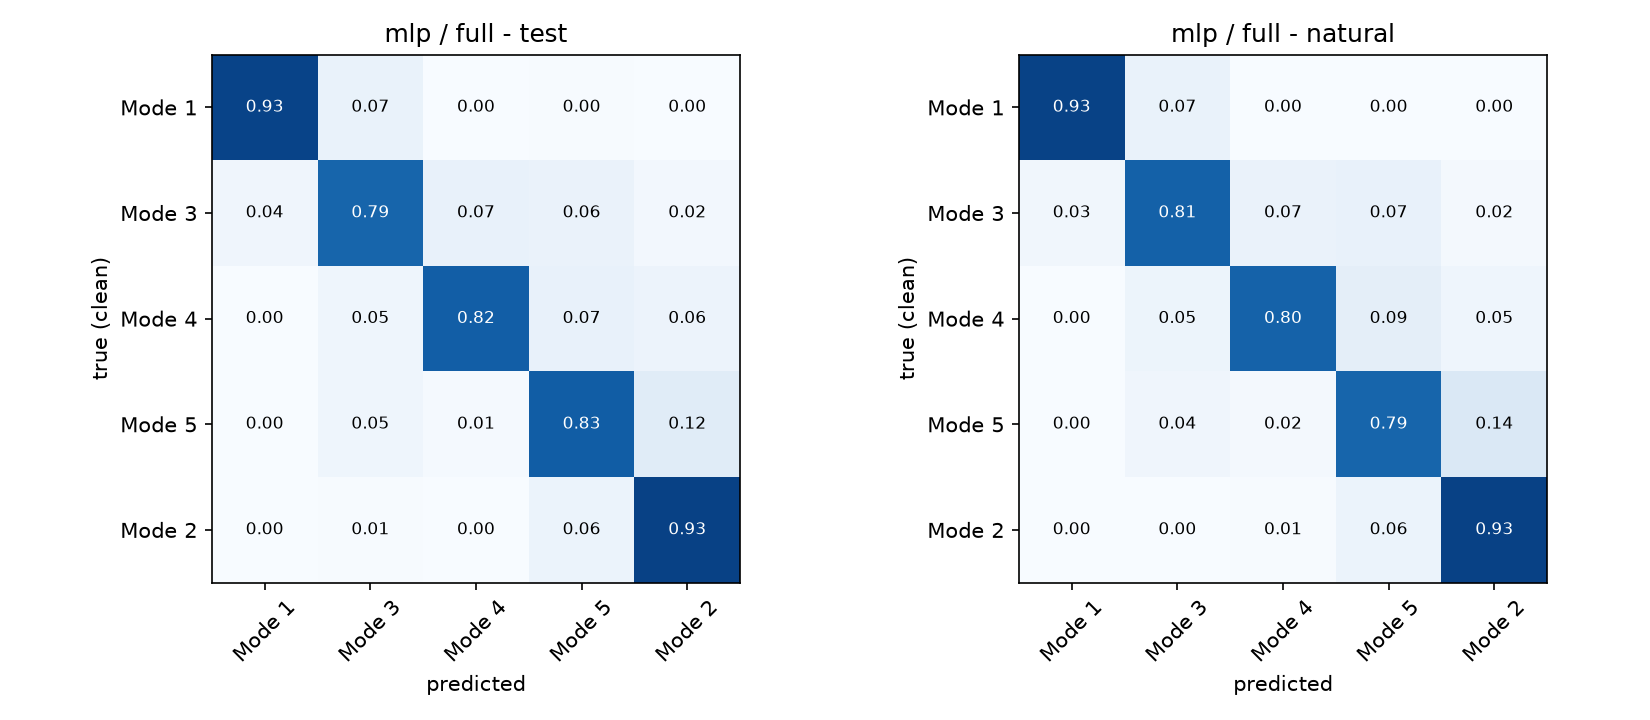 mlp / full - test
true (clean)
Mode 1 0.93 0.07 0.00 0.00 0.00
Mode 3 0.04 0.79 0.07 0.06 0.02
Mode 4 0.00 0.05 0.82 0.07 0.06
Mode 5 0.00 0.05 0.01 0.83 0.12
Mode 2 0.00 0.01 0.00 0.06 0.93
Mode 1 Mode 3 Mode 4 Mode 5 Mode 2
predicted
mlp / full - natural
true (clean)
Mode 1 0.93 0.07 0.00 0.00 0.00
Mode 3 0.03 0.81 0.07 0.07 0.02
Mode 4 0.00 0.05 0.80 0.09 0.05
Mode 5 0.00 0.04 0.02 0.79 0.14
Mode 2 0.00 0.00 0.01 0.06 0.93
Mode 1 Mode 3 Mode 4 Mode 5 Mode 2
predicted